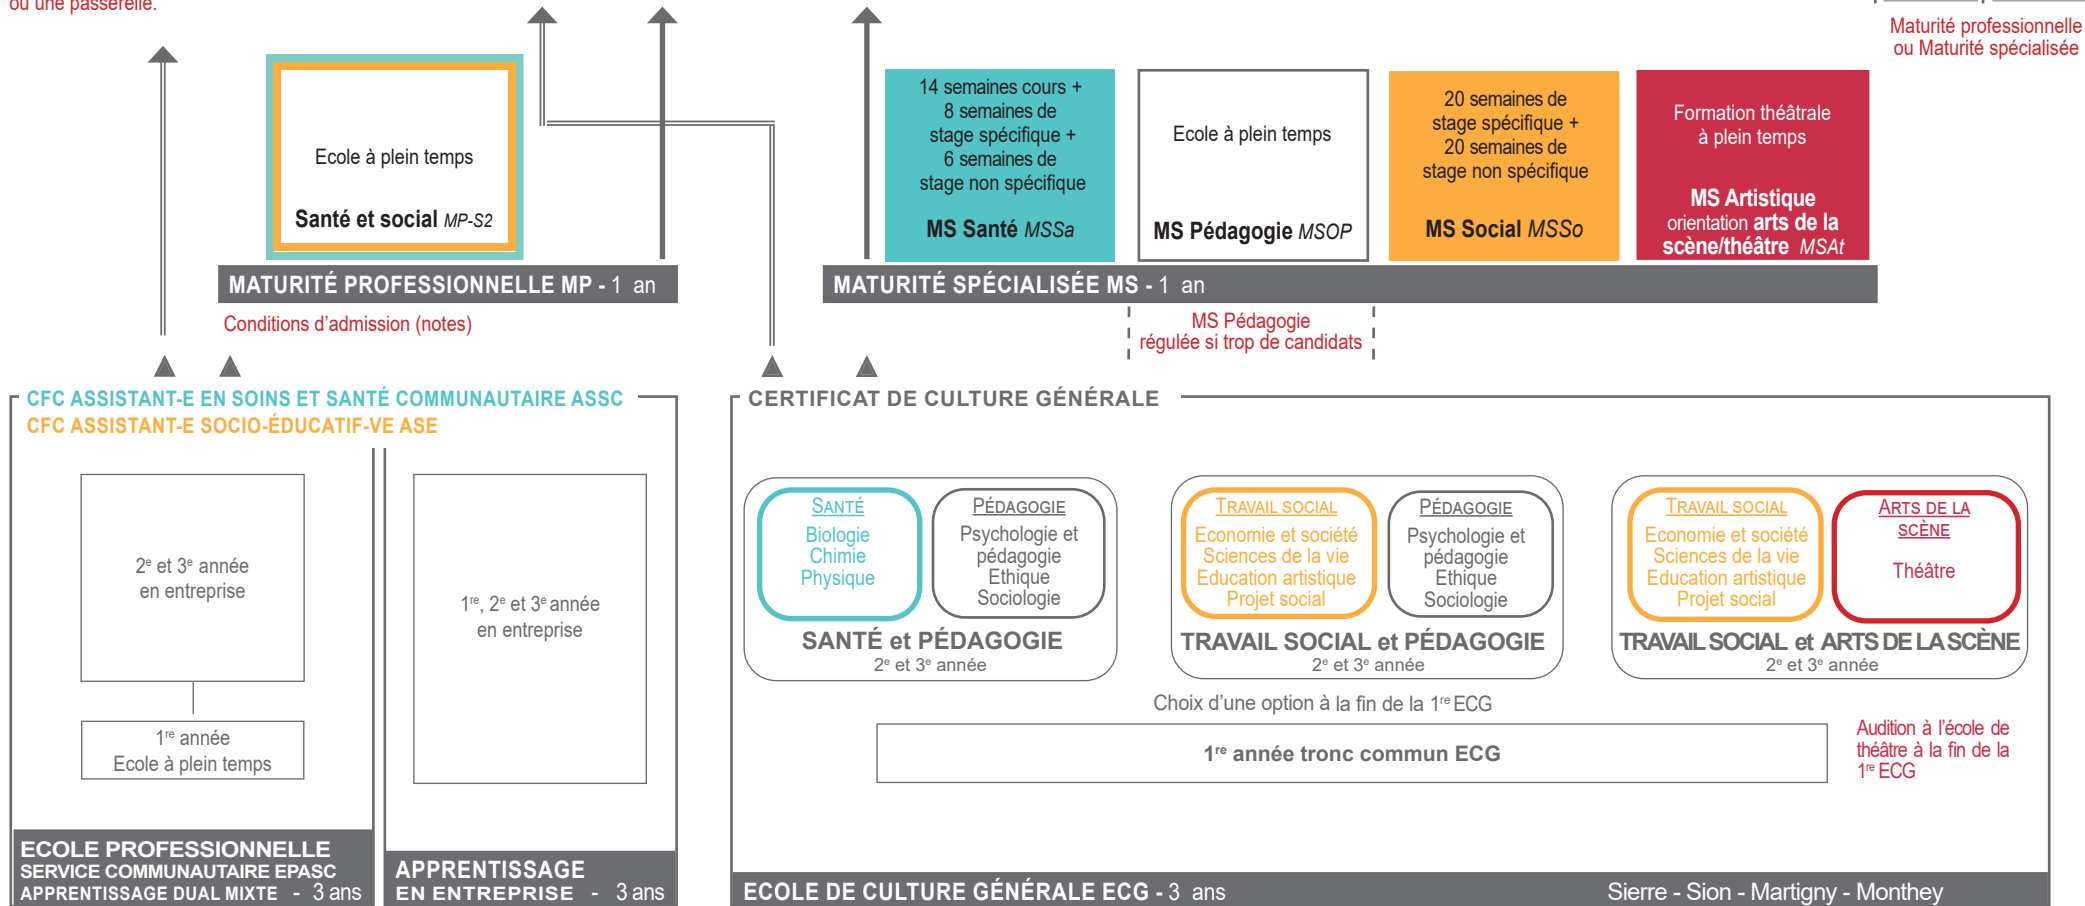 ou une passerelle.
Maturité professionnelle
ou Maturité spécialisée
Ecole à plein temps
Santé et social MP-S2
14 semaines cours +
8 semaines de
stage spécifique +
6 semaines de
stage non spécifique
MS Santé MSSa
Ecole à plein temps
MS Pédagogie MSOP
20 semaines de
stage spécifique +
20 semaines de
stage non spécifique
MS Social MSSo
Formation théâtrale
à plein temps
MS Artistique
orientation arts de la
scène/théâtre MSAt
MATURITÉ PROFESSIONNELLE MP - 1 an
MATURITÉ SPÉCIALISÉE MS - 1 an
Conditions d'admission (notes)
MS Pédagogie
régulée si trop de candidats
CFC ASSISTANT-E EN SOINS ET SANTÉ COMMUNAUTAIRE ASSC
CFC ASSISTANT-E SOCIO-ÉDUCATIF-VE ASE
2e et 3e année
en entreprise
1re année
Ecole à plein temps
1re, 2e et 3e année
en entreprise
ECOLE PROFESSIONNELLE
SERVICE COMMUNAUTAIRE EPASC
APPRENTISSAGE DUAL MIXTE - 3 ans
APPRENTISSAGE
EN ENTREPRISE - 3 ans
CERTIFICAT DE CULTURE GÉNÉRALE
SANTÉ
Biologie
Chimie
Physique
PÉDAGOGIE
Psychologie et
pédagogie
Ethique
Sociologie
SANTÉ et PÉDAGOGIE
2e et 3e année
TRAVAIL SOCIAL
Economie et société
Sciences de la vie
Education artistique
Projet social
PÉDAGOGIE
Psychologie et
pédagogie
Ethique
Sociologie
TRAVAIL SOCIAL et PÉDAGOGIE
2e et 3e année
TRAVAIL SOCIAL
Economie et société
Sciences de la vie
Education artistique
Projet social
ARTS DE LA
SCÈNE
Théâtre
TRAVAIL SOCIAL et ARTS DE LA SCÈNE
2e et 3e année
Choix d'une option à la fin de la 1re ECG
1re année tronc commun ECG
Audition à l'école de
théâtre à la fin de la
1re ECG
ECOLE DE CULTURE GÉNÉRALE ECG - 3 ans
Sierre - Sion - Martigny - Monthey